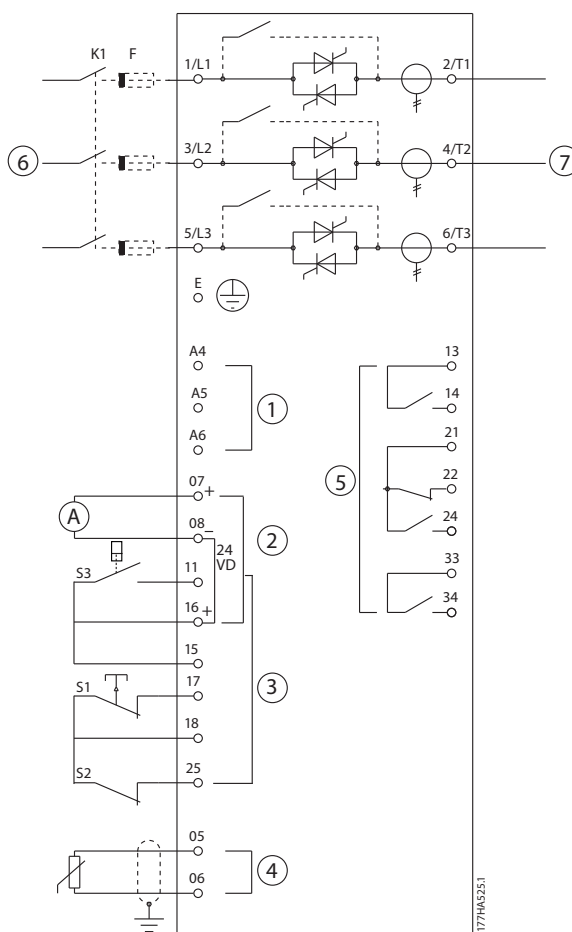 K1 F 1/L1 2/T1
6 3/L2 4/T2 7
5/L3 6/T3
E
A4
A5 1
A6
07 +
A
08 − 2
24
VD
S3 11
16 +
15
3
S1 17
18
S2 25
05
4
06
13
14
21
5 22
24
33
34
177HA525.1